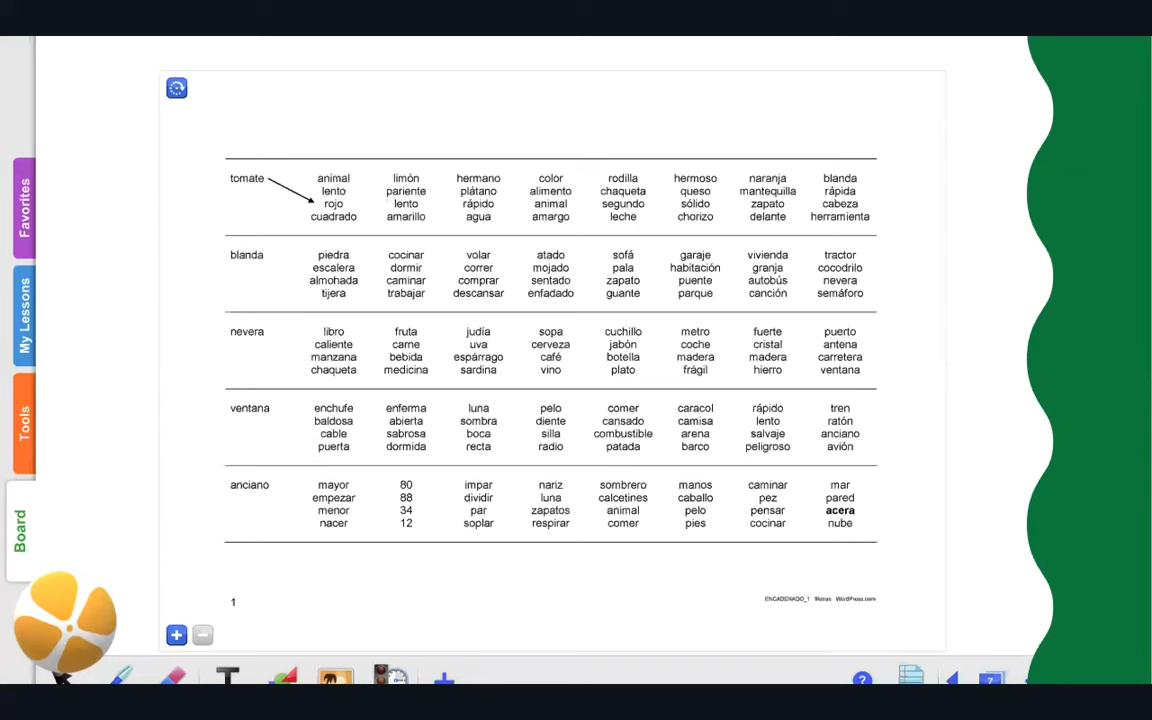 Favorites
My Lessons
Tools
Board
tomate animal limón hermano color rodilla hermoso naranja blanda
lento pariente plátano alimento chaqueta queso mantequilla rápida
rojo lento rápido animal segundo sólido zapato cabeza
cuadrado amarillo agua amargo leche chorizo delante herramienta
blanda piedra cocinar volar atado sofá garaje vivienda tractor
escalera dormir correr mojado pala habitación granja cocodrilo
almohada caminar comprar sentado zapato puente autobús nevera
tijera trabajar descansar enfadado guante parque canción semáforo
nevera libro fruta judía sopa cuchillo metro fuerte puerto
caliente carne uva cerveza jabón coche cristal antena
manzana bebida espárrago café botella madera madera carretera
chaqueta medicina sardina vino plato frágil hierro ventana
ventana enchufe enferma luna pelo comer caracol rápido tren
baldosa abierta sombra diente cansado camisa lento ratón
cable sabrosa boca silla combustible arena salvaje anciano
puerta dormida recta radio patada barco peligroso avión
anciano mayor 80 impar nariz sombrero manos caminar mar
empezar 88 dividir luna calcetines caballo pez pared
menor 34 par zapatos animal pelo pensar acera
nacer 12 soplar respirar comer pies cocinar nube
1
ENCADENADO_1 9letras WordPress.com
T
?
7